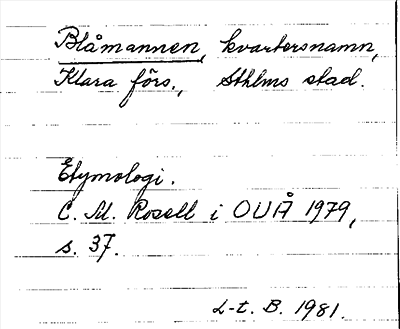 Blåmannen, kvartersnamn,
Klara förs., Sthlms stad.
Etymologi.
C. M. Rosell i OUÅ 1979,
s. 37.
L-t. B. 1981.